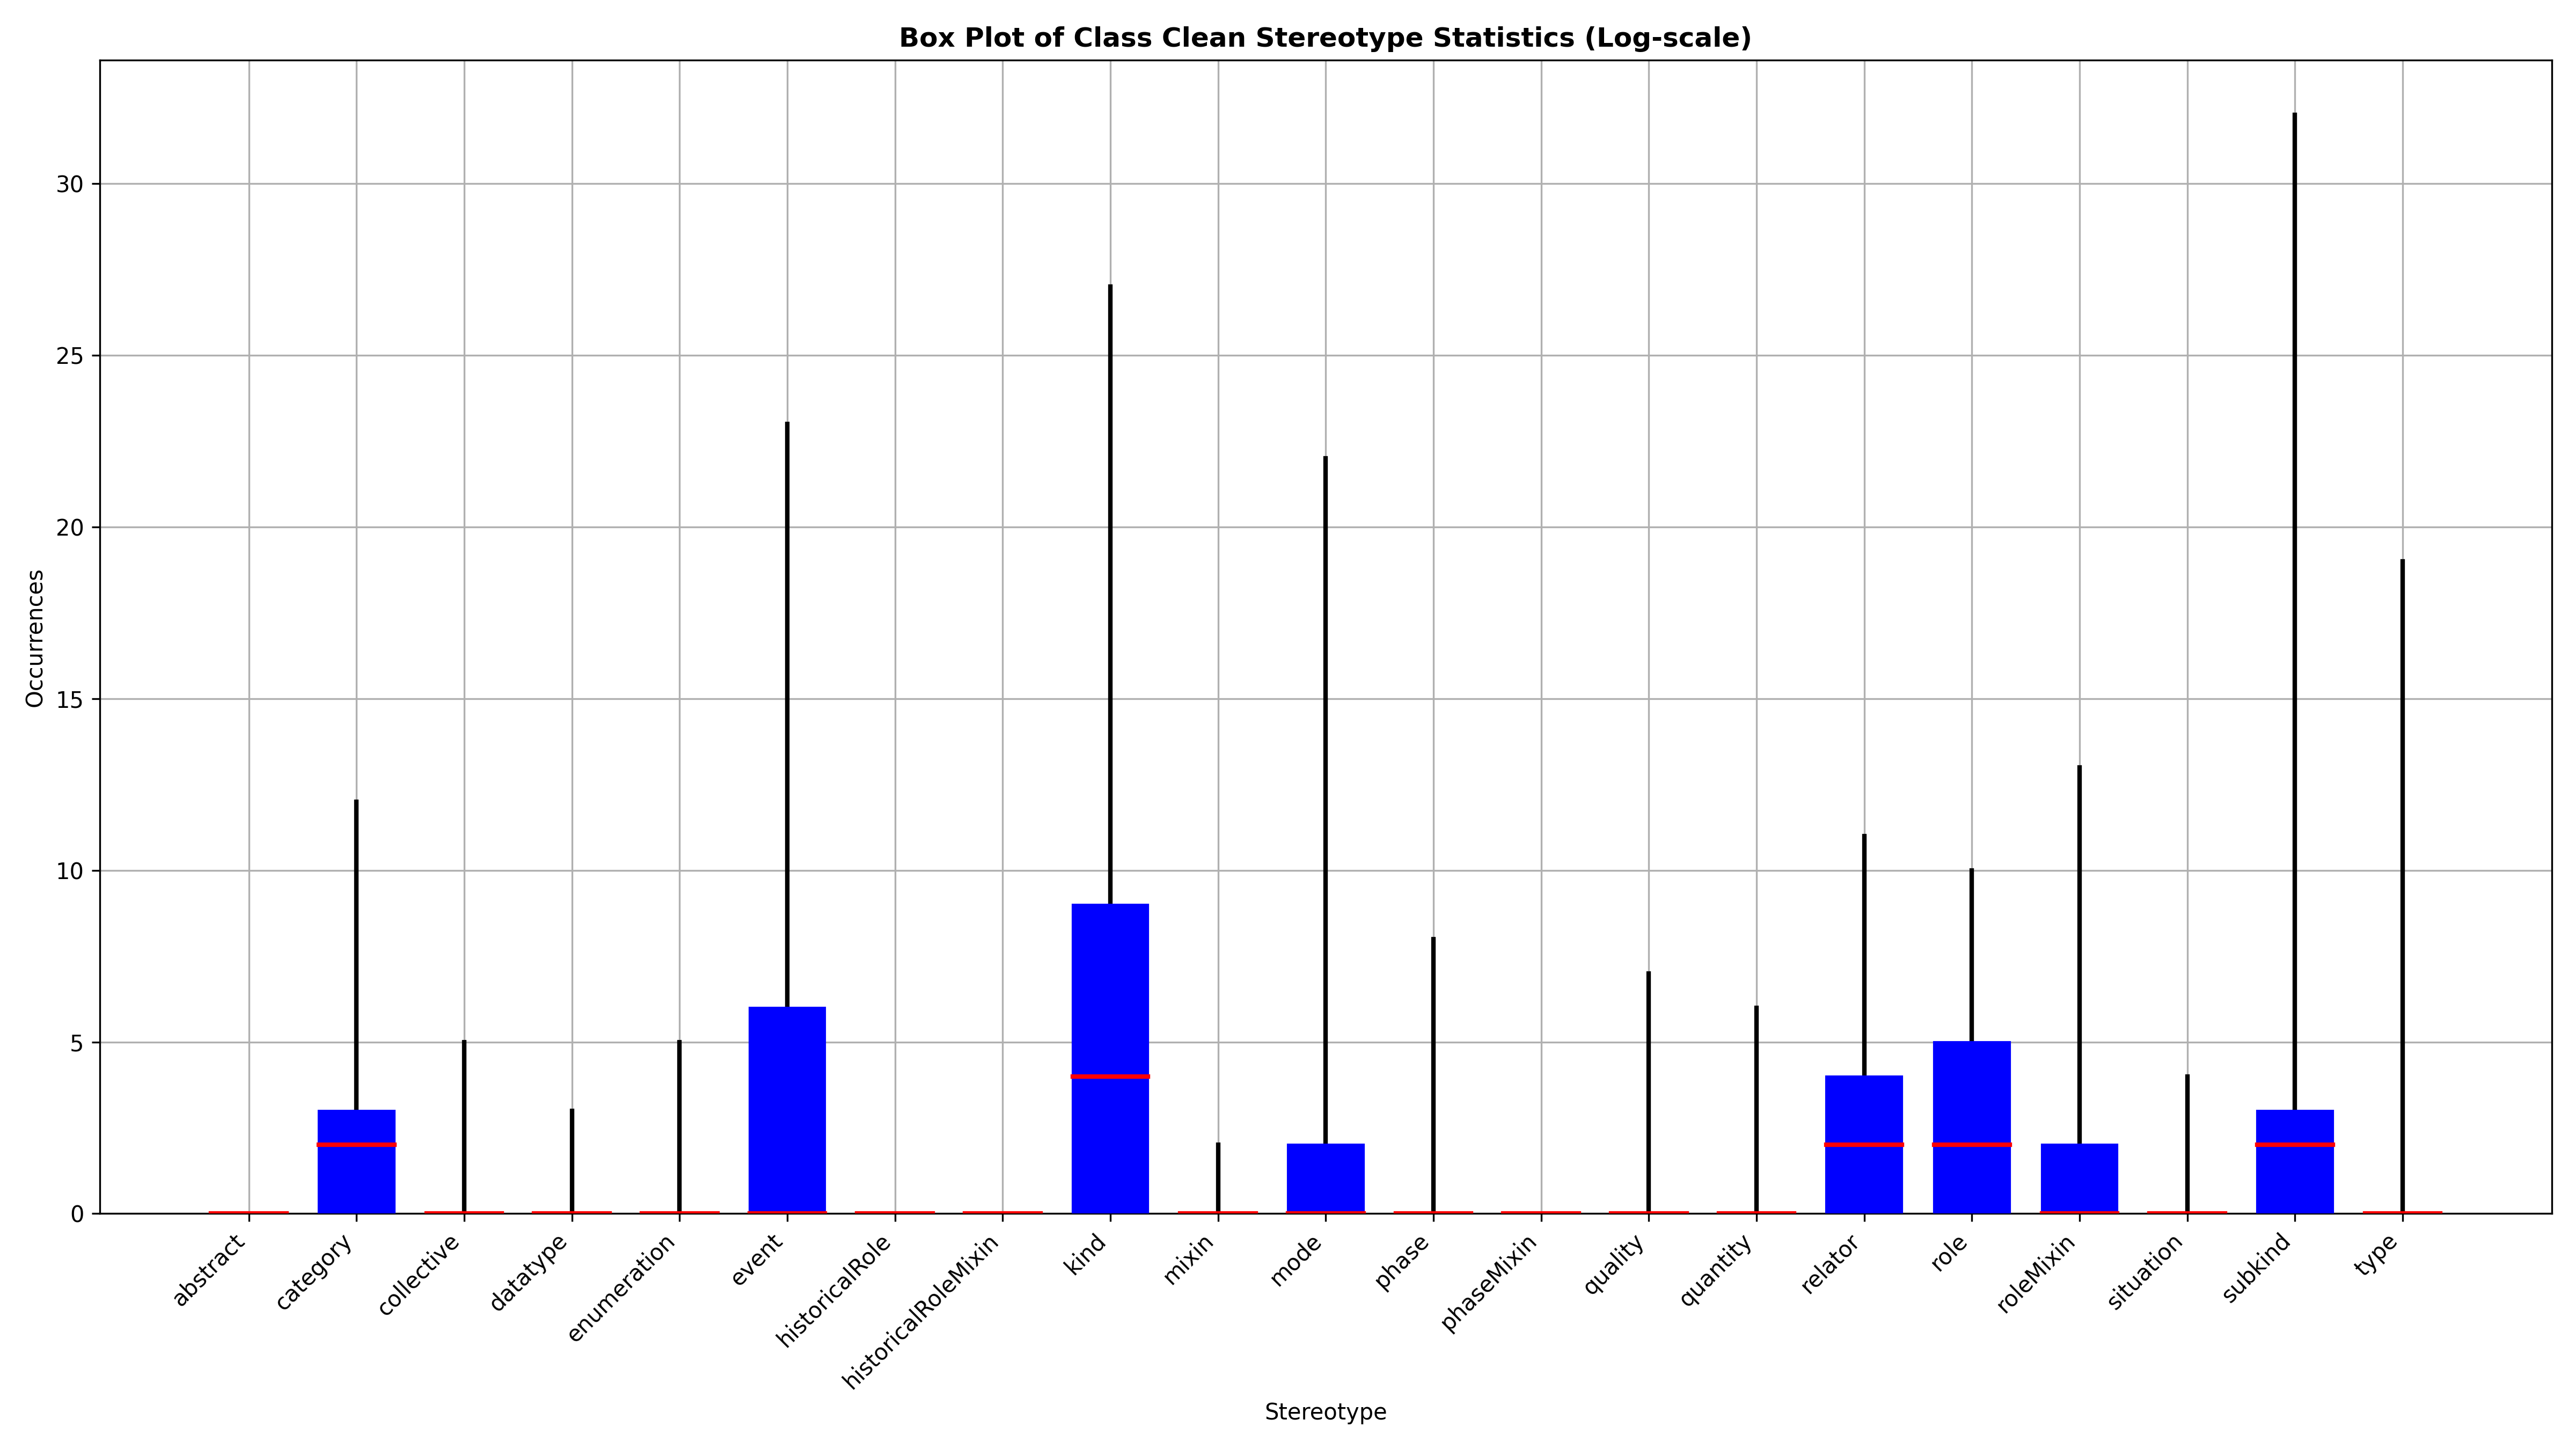 Box Plot of Class Clean Stereotype Statistics (Log-scale)
Occurrences
30
25
20
15
10
5
0
abstract
category
collective
datatype
enumeration
event
historicalRole
historicalRoleMixin
kind
mixin
mode
phase
phaseMixin
quality
quantity
relator
role
roleMixin
situation
subkind
type
Stereotype